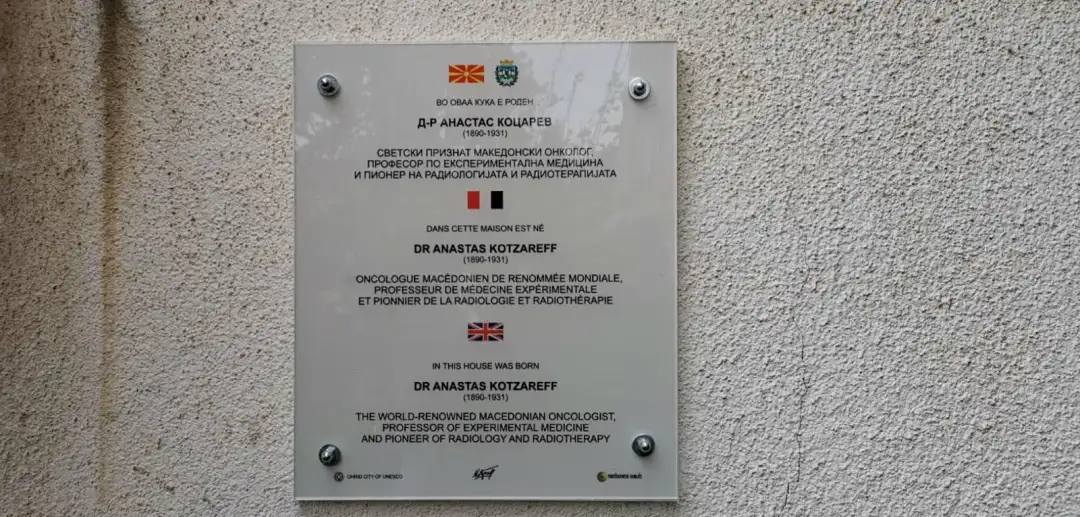 ВО ОВАА КУКА Е РОДЕН
Д-Р АНАСТАС КОЦАРЕВ
(1890-1931)
СВЕТСКИ ПРИЗНАТ МАКЕДОНСКИ ОНКОЛОГ,
ПРОФЕСОР ПО ЕКСПЕРИМЕНТАЛНА МЕДИЦИНА
И ПИОНЕР НА РАДИОЛОГИЈАТА И РАДИОТЕРАПИЈАТА
DANS CETTE MAISON EST NÉ
DR ANASTAS KOTZAREFF
(1890-1931)
ONCOLOGUE MACÉDONIEN DE RENOMMÉE MONDIALE,
PROFESSEUR DE MÉDECINE EXPÉRIMENTALE
ET PIONNIER DE LA RADIOLOGIE ET RADIOTHÉRAPIE
IN THIS HOUSE WAS BORN
DR ANASTAS KOTZAREFF
(1890-1931)
THE WORLD-RENOWNED MACEDONIAN ONCOLOGIST,
PROFESSOR OF EXPERIMENTAL MEDICINE
AND PIONEER OF RADIOLOGY AND RADIOTHERAPY
OHRID CITY OF UNESCO